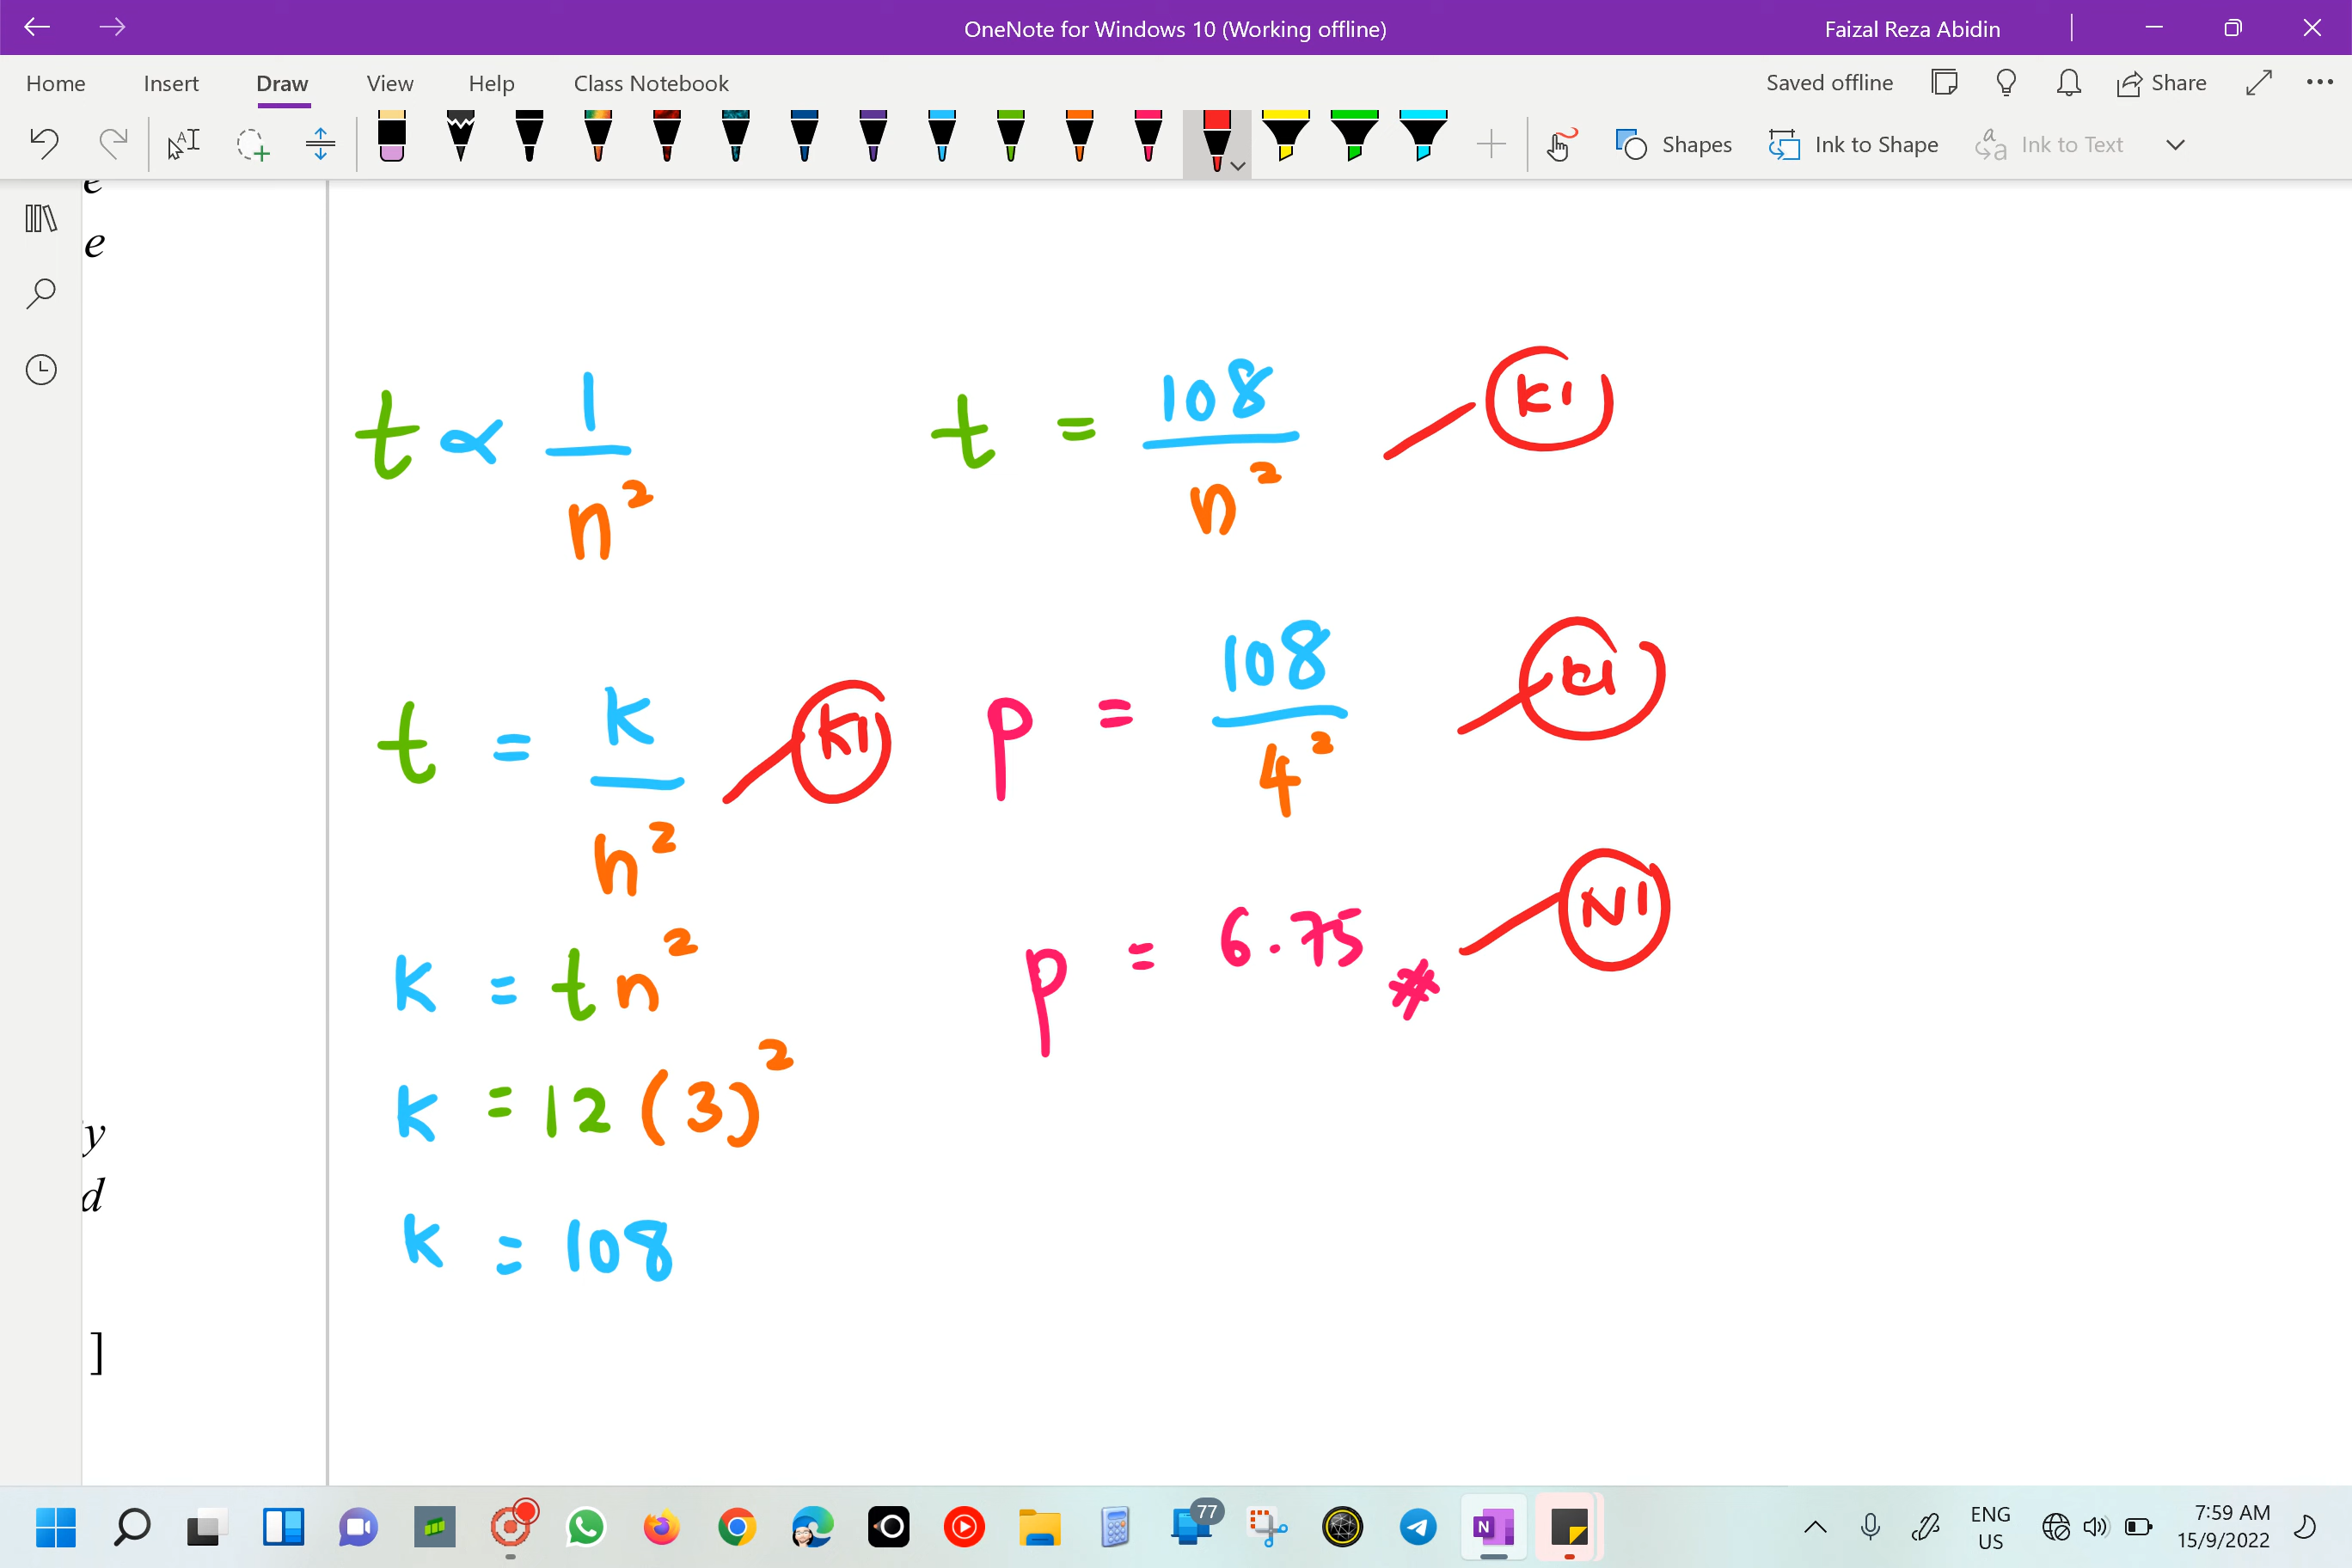 OneNote for Windows 10 (Working offline)
Faizal Reza Abidin
Home Insert Draw View Help Class Notebook
Saved offline Share
Shapes Ink to Shape Ink to Text
e
e
y
d
]
t ∝ 1/n²
t = k/n² K1
k = tn²
k = 12(3)²
k = 108
t = 108/n² K1
p = 108/4² K1
p = 6.75 # N1
77
ENG
US
7:59 AM
15/9/2022